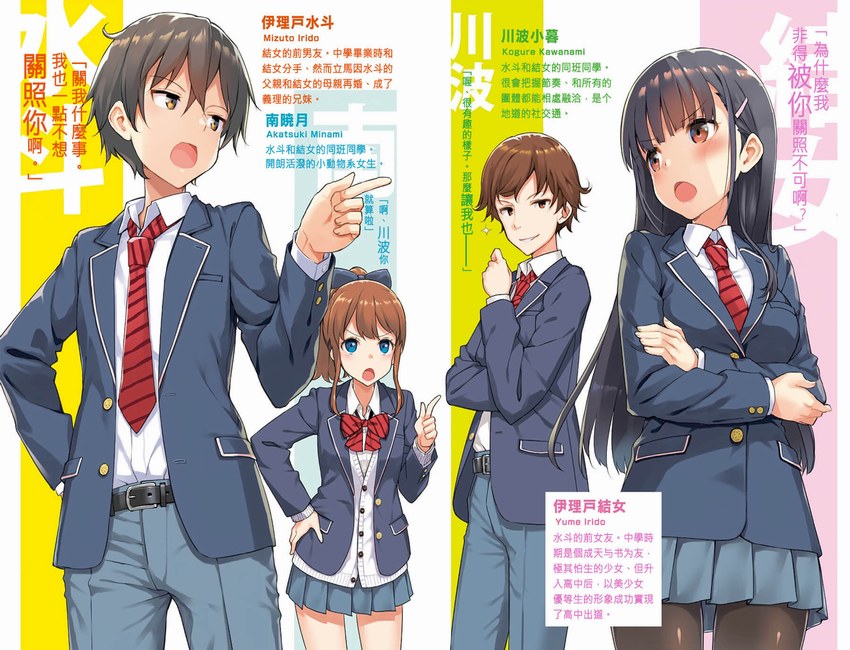 水斗
「關我什麼事。
我也一點不想
關照你啊。」
伊理戸水斗
Mizuto Irido
結女的前男友。中學畢業時和
結女分手、然而立馬因水斗的
父親和結女的母親再婚、成了
義理的兄妹。
南
南曉月
Akatsuki Minami
水斗和結女的同班同學。
開朗活潑的小動物系女生。
「啊、川波你
就算啦」
川波
川波小暮
Kogure Kawanami
水斗和結女的同班同學。
很會把握節奏、和所有的
團體都能相處融洽，是个
地道的社交通。
「喔，很有趣的樣子。那麼讓我也——」
結女
「為什麼我
非得被你關照不可啊？」
伊理戸結女
Yume Irido
水斗的前女友。中學時
期是個成天与书为友，
極其怕生的少女、但升
入高中后，以美少女
優等生的形象成功實現
了高中出道。